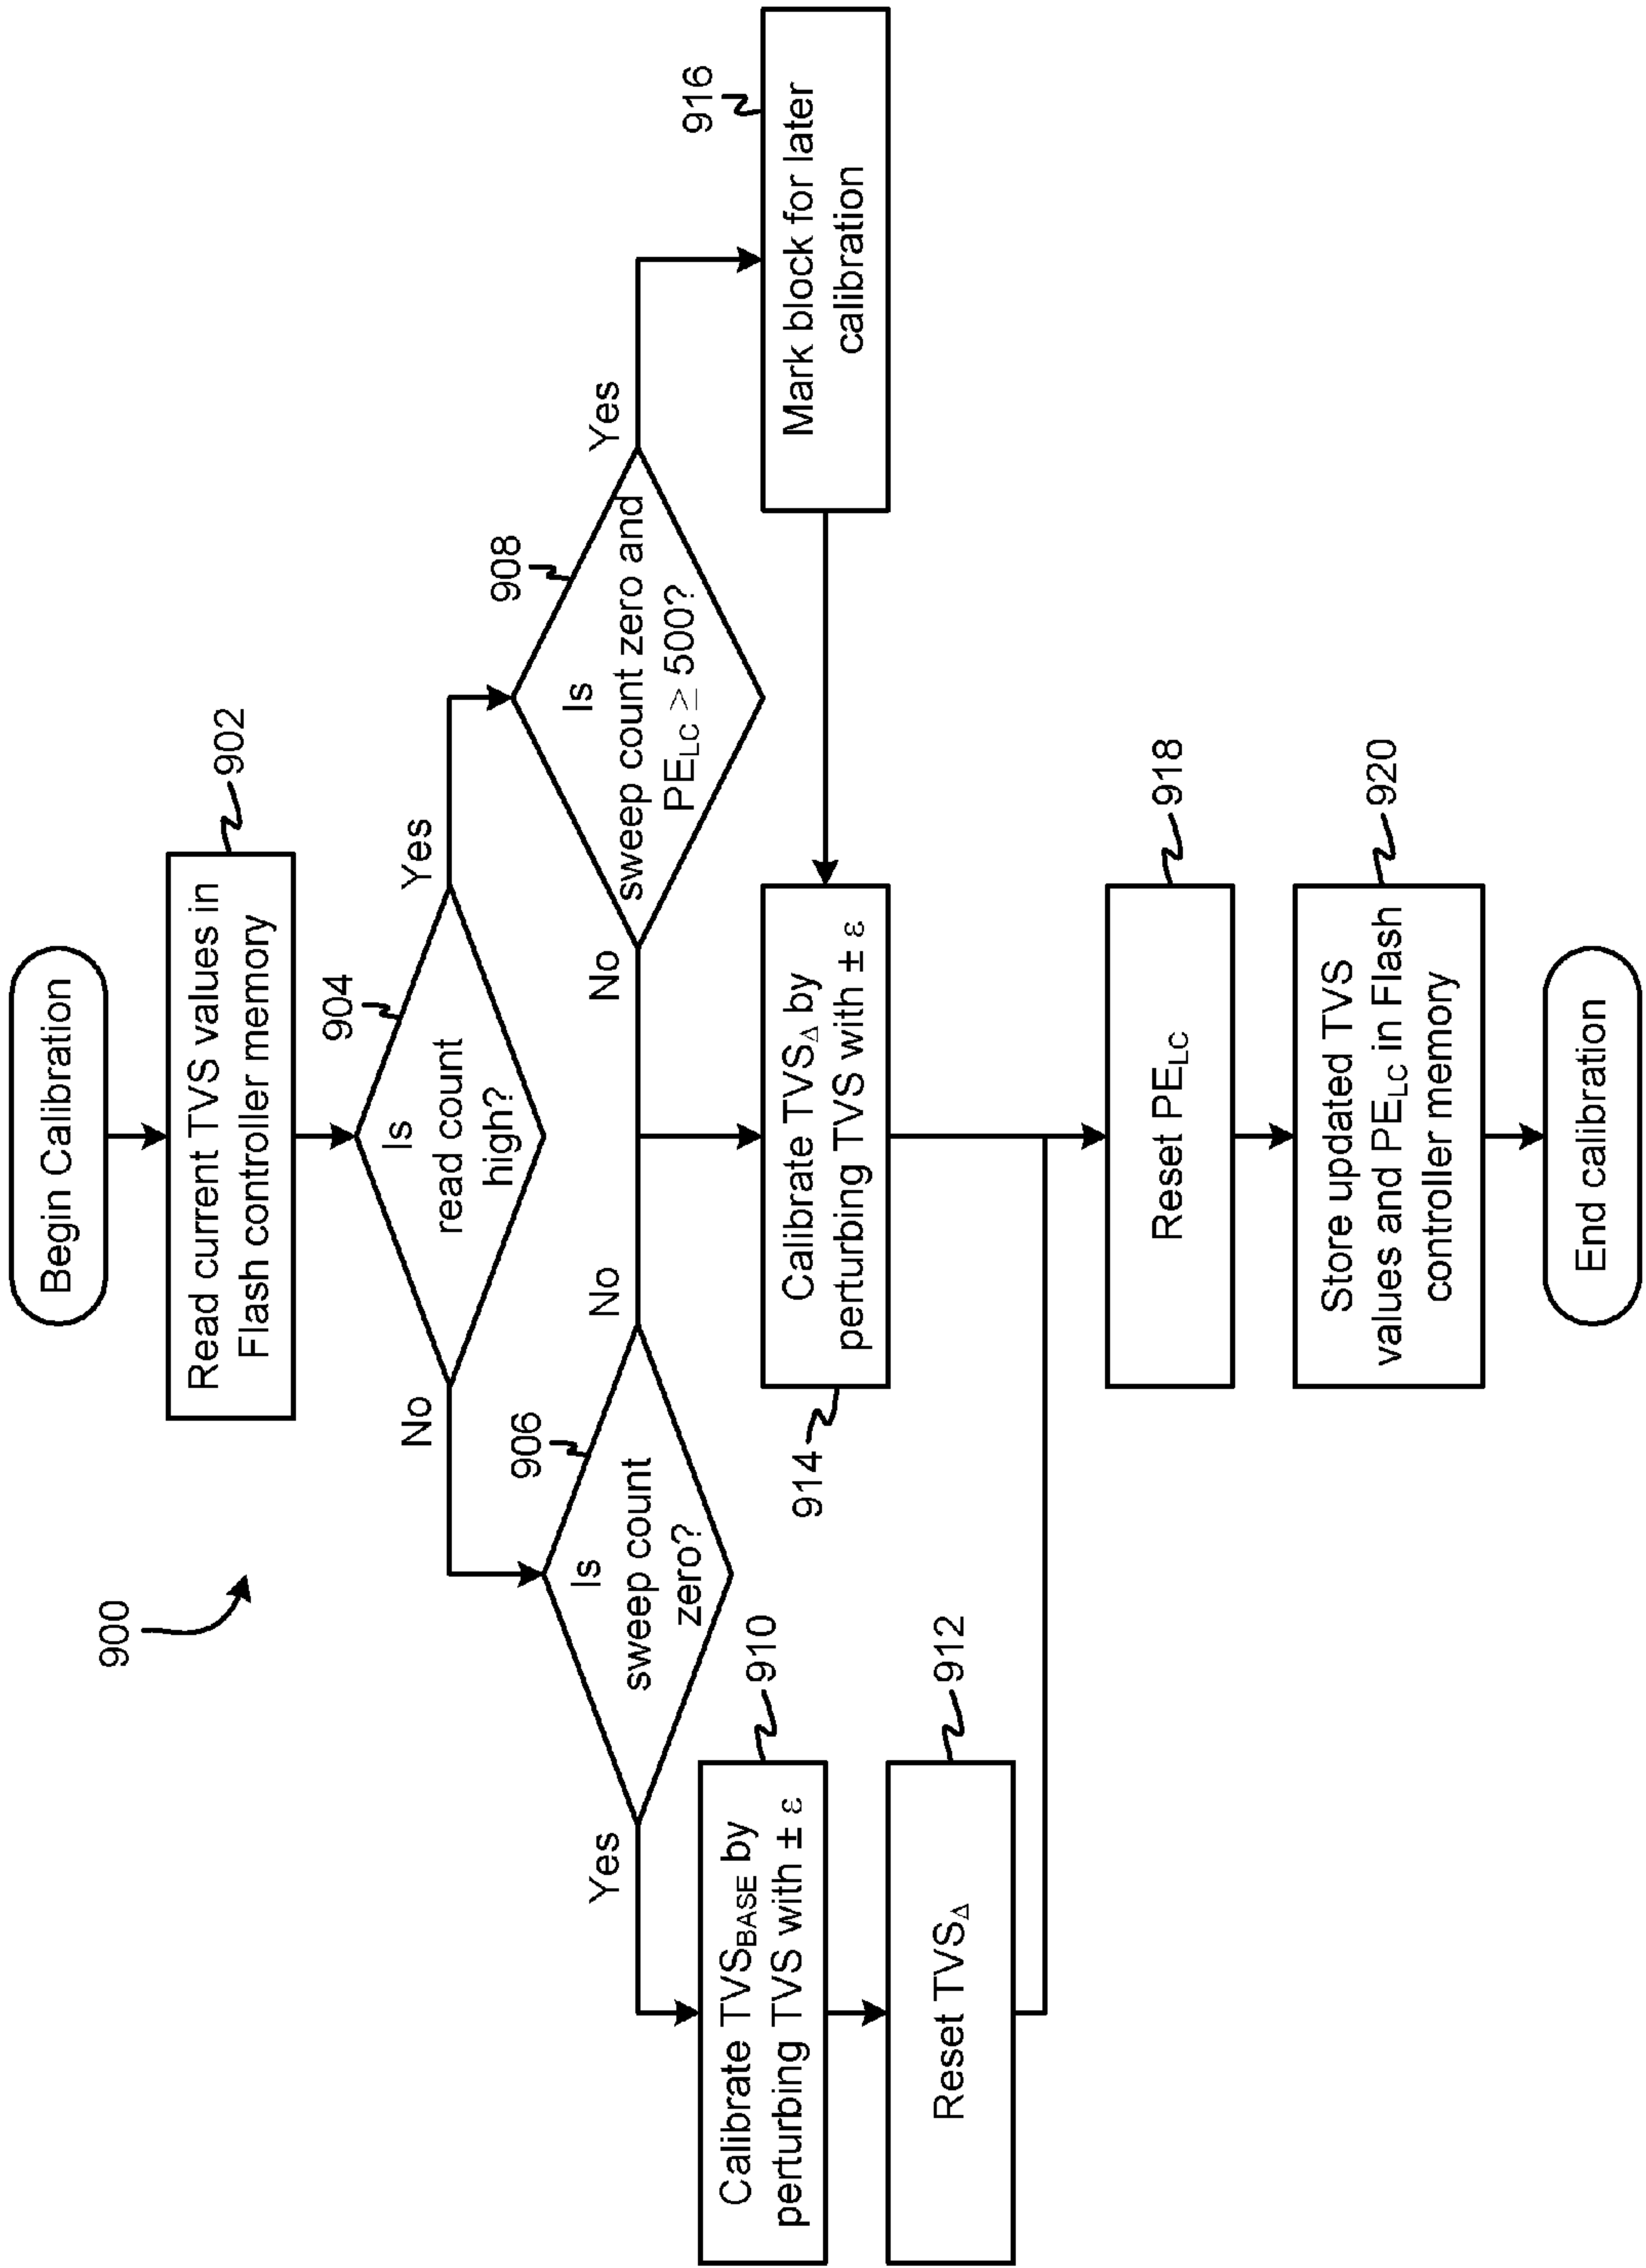 900
Begin Calibration
Read current TVS values in
Flash controller memory
902
904
Is
read count
high?
No
Yes
906
Is
sweep count
zero?
Yes
No
908
Is
sweep count zero and
PE_LC ≥ 500?
No
Yes
910
Calibrate TVS_BASE by
perturbing TVS with ± ε
912
Reset TVS_Δ
914
Calibrate TVS_Δ by
perturbing TVS with ± ε
916
Mark block for later
calibration
Reset PE_LC
918
Store updated TVS
values and PE_LC in Flash
controller memory
920
End calibration